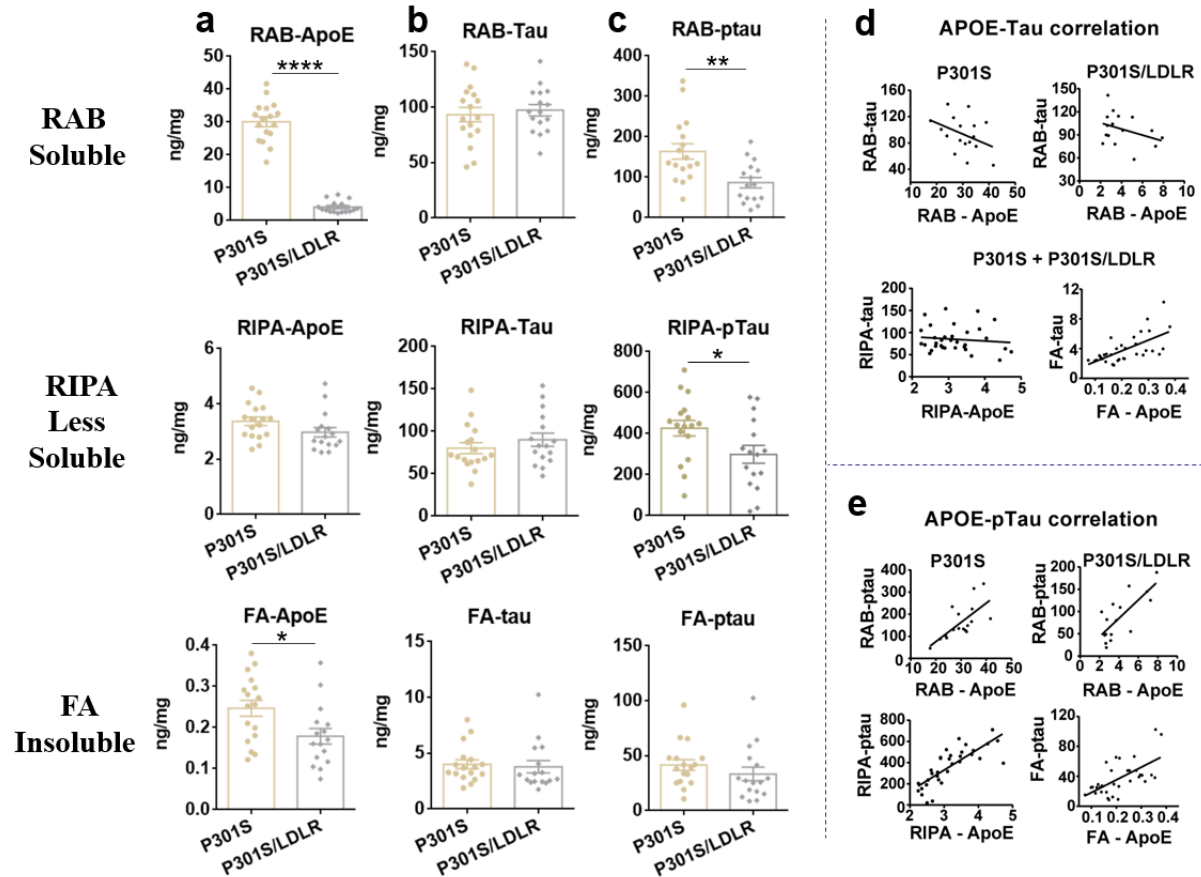 a
RAB-ApoE
****
50
40
30
20
10
0
ng/mg
P301S
P301S/LDLR
b
RAB-Tau
150
100
50
0
ng/mg
P301S
P301S/LDLR
c
RAB-ptau
**
400
300
200
100
0
ng/mg
P301S
P301S/LDLR
RAB
Soluble
RIPA-ApoE
6
4
2
0
ng/mg
P301S
P301S/LDLR
RIPA-Tau
200
150
100
50
0
ng/mg
P301S
P301S/LDLR
RIPA-pTau
*
800
600
400
200
0
ng/mg
P301S
P301S/LDLR
RIPA
Less
Soluble
FA-ApoE
*
0.4
0.3
0.2
0.1
0.0
ng/mg
P301S
P301S/LDLR
FA-tau
15
10
5
0
ng/mg
P301S
P301S/LDLR
FA-ptau
150
100
50
0
ng/mg
P301S
P301S/LDLR
FA
Insoluble
d
APOE-Tau correlation
P301S
RAB-tau
160
120
80
40
10 20 30 40 50
RAB - ApoE
P301S/LDLR
RAB-tau
150
120
90
60
30
0 2 4 6 8 10
RAB - ApoE
P301S + P301S/LDLR
RIPA-tau
200
150
100
50
0
2 3 4 5
RIPA-ApoE
FA-tau
12
8
4
0
0.1 0.2 0.3 0.4
FA - ApoE
e
APOE-pTau correlation
P301S
RAB-ptau
400
300
200
100
0
10 20 30 40 50
RAB - ApoE
P301S/LDLR
RAB-ptau
200
150
100
50
0
0 2 4 6 8 10
RAB - ApoE
RIPA-ptau
800
600
400
200
0
2 3 4 5
RIPA - ApoE
FA-ptau
120
80
40
0
0.1 0.2 0.3 0.4
FA - ApoE